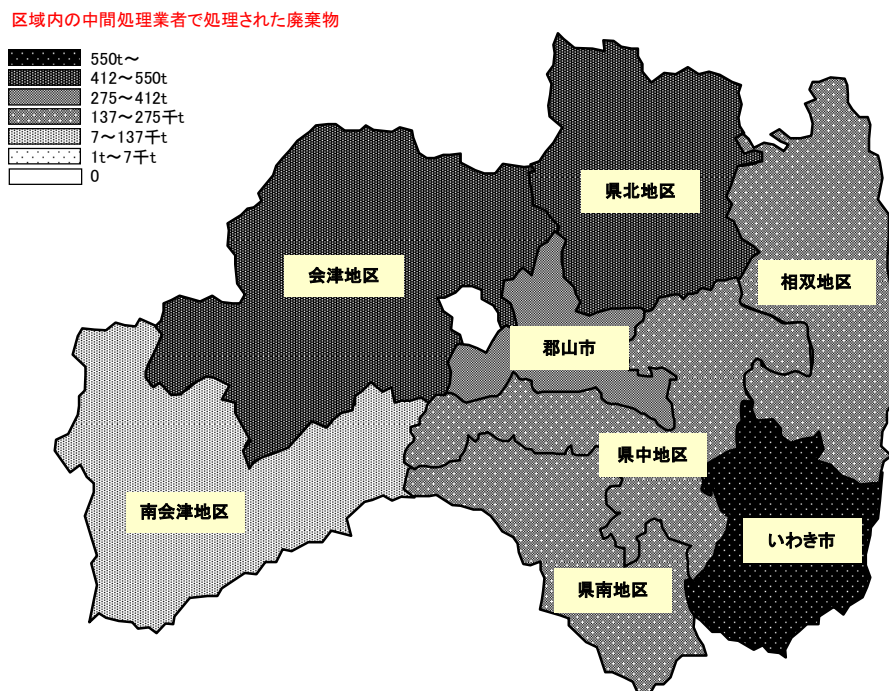 区域内の中間処理業者で処理された廃棄物
550t～
412～550t
275～412t
137～275千t
7～137千t
1t～7千t
0
県北地区
会津地区
相双地区
郡山市
県中地区
南会津地区
いわき市
県南地区